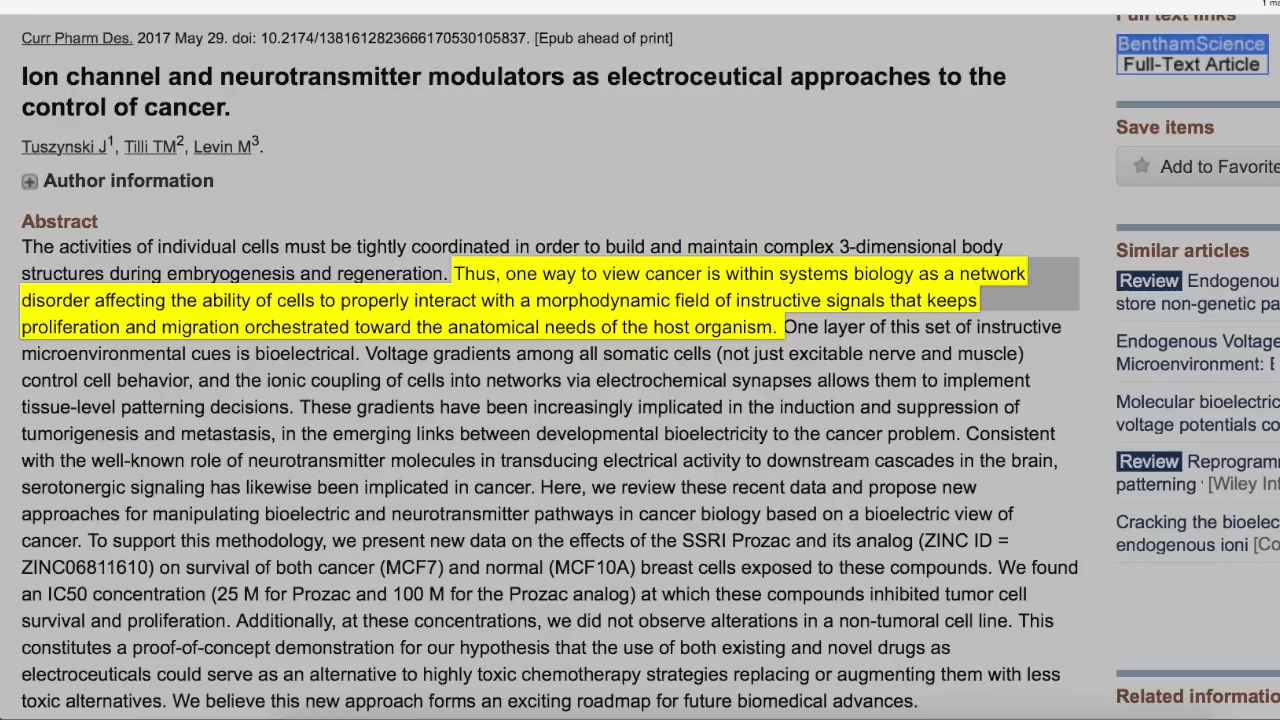 1 ma
Curr Pharm Des. 2017 May 29. doi: 10.2174/1381612823666170530105837. [Epub ahead of print]
Ion channel and neurotransmitter modulators as electroceutical approaches to the
control of cancer.
Tuszynski J1, Tilli TM2, Levin M3.
Author information
Abstract
The activities of individual cells must be tightly coordinated in order to build and maintain complex 3-dimensional body
structures during embryogenesis and regeneration. Thus, one way to view cancer is within systems biology as a network
disorder affecting the ability of cells to properly interact with a morphodynamic field of instructive signals that keeps
proliferation and migration orchestrated toward the anatomical needs of the host organism. One layer of this set of instructive
microenvironmental cues is bioelectrical. Voltage gradients among all somatic cells (not just excitable nerve and muscle)
control cell behavior, and the ionic coupling of cells into networks via electrochemical synapses allows them to implement
tissue-level patterning decisions. These gradients have been increasingly implicated in the induction and suppression of
tumorigenesis and metastasis, in the emerging links between developmental bioelectricity to the cancer problem. Consistent
with the well-known role of neurotransmitter molecules in transducing electrical activity to downstream cascades in the brain,
serotonergic signaling has likewise been implicated in cancer. Here, we review these recent data and propose new
approaches for manipulating bioelectric and neurotransmitter pathways in cancer biology based on a bioelectric view of
cancer. To support this methodology, we present new data on the effects of the SSRI Prozac and its analog (ZINC ID =
ZINC06811610) on survival of both cancer (MCF7) and normal (MCF10A) breast cells exposed to these compounds. We found
an IC50 concentration (25 M for Prozac and 100 M for the Prozac analog) at which these compounds inhibited tumor cell
survival and proliferation. Additionally, at these concentrations, we did not observe alterations in a non-tumoral cell line. This
constitutes a proof-of-concept demonstration for our hypothesis that the use of both existing and novel drugs as
electroceuticals could serve as an alternative to highly toxic chemotherapy strategies replacing or augmenting them with less
toxic alternatives. We believe this new approach forms an exciting roadmap for future biomedical advances.
Full text links
BenthamScience
Full-Text Article
Save items
Add to Favorite
Similar articles
Review Endogenou
store non-genetic pa
Endogenous Voltage
Microenvironment: E
Molecular bioelectric
voltage potentials co
Review Reprogramm
patterning [Wiley Int
Cracking the bioelec
endogenous ioni [Co
Related informatio